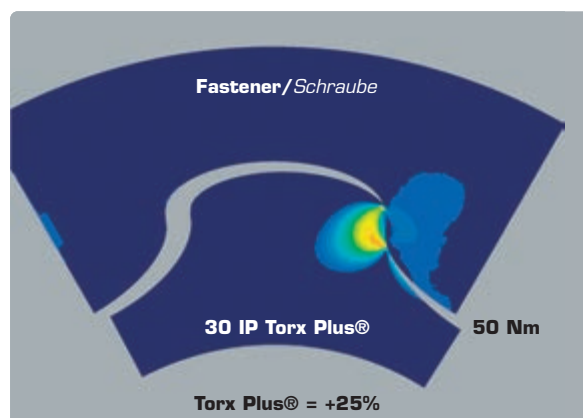 Fastener/Schraube
30 IP Torx Plus®
50 Nm
Torx Plus® = +25%